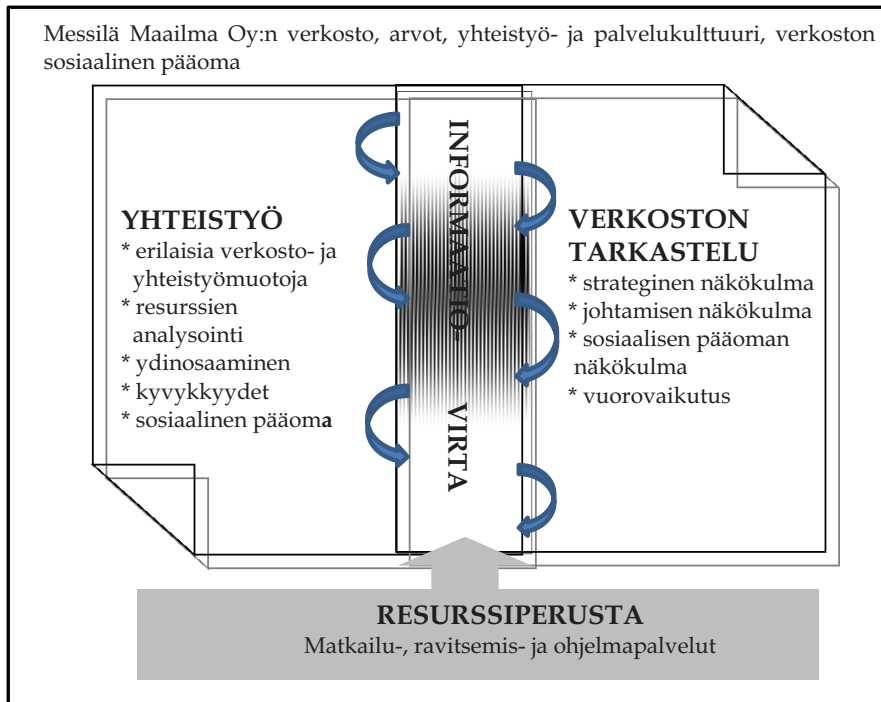 Messilä Maailma Oy:n verkosto, arvot, yhteistyö- ja palvelukulttuuri, verkoston
sosiaalinen pääoma
YHTEISTYÖ
* erilaisia verkosto- ja
yhteistyömuotoja
* resurssien
analysointi
* ydinosaaminen
* kyvykkyydet
* sosiaalinen pääoma
INFORMAATIO-
VIRTA
VERKOSTON
TARKASTELU
* strateginen näkökulma
* johtamisen näkökulma
* sosiaalisen pääoman
näkökulma
* vuorovaikutus
RESURSSIPERUSTA
Matkailu-, ravitsemis- ja ohjelmapalvelut